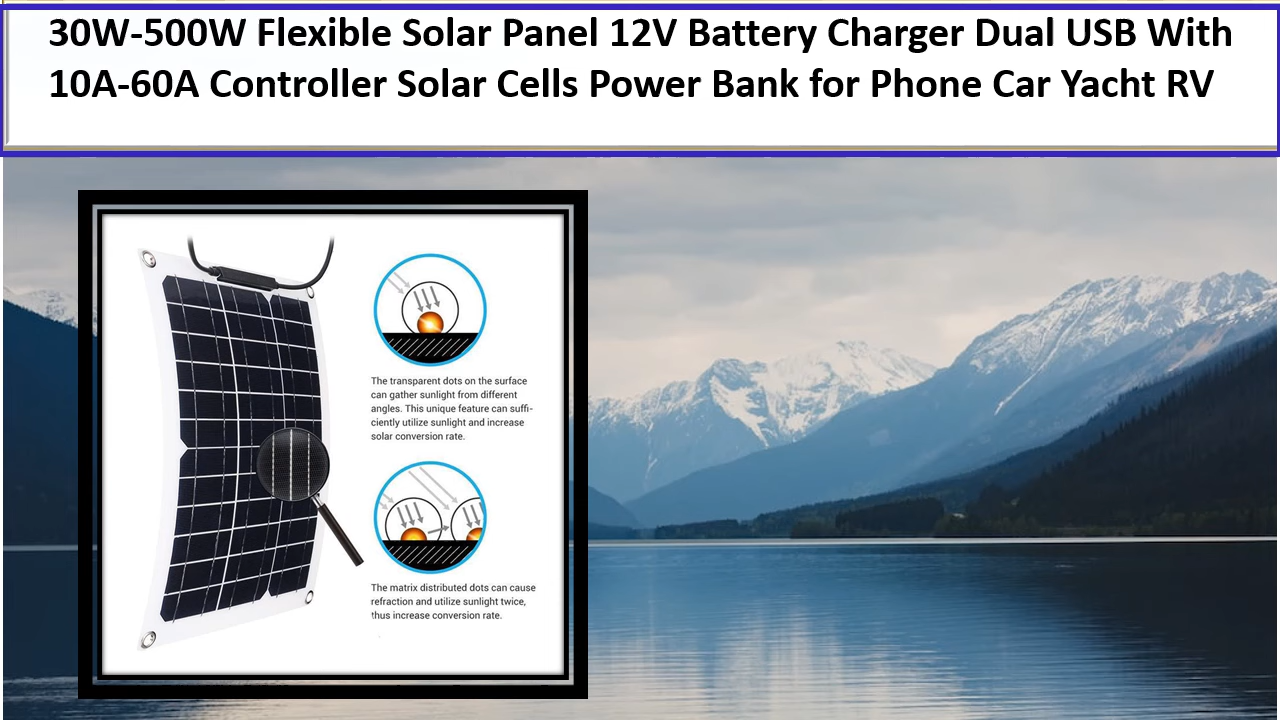 30W-500W Flexible Solar Panel 12V Battery Charger Dual USB With
10A-60A Controller Solar Cells Power Bank for Phone Car Yacht RV
The transparent dots on the surface
can gather sunlight from different
angles. This unique feature can suffi-
ciently utilize sunlight and increase
solar conversion rate.
The matrix distributed dots can cause
refraction and utilize sunlight twice,
thus increase conversion rate.